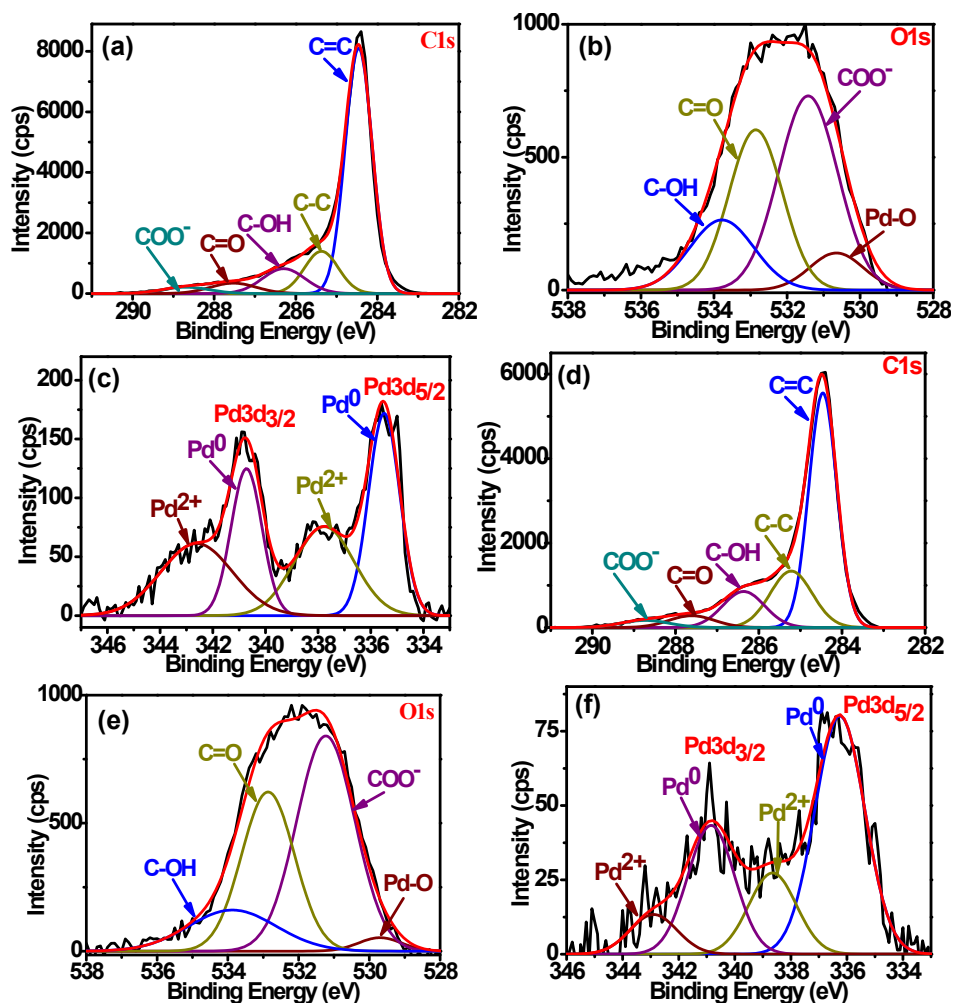 (a)
C1s
C=C
C-C
C-OH
C=O
COO⁻
8000
6000
4000
2000
0
Intensity (cps)
290 288 286 284 282
Binding Energy (eV)
(b)
O1s
COO⁻
C=O
C-OH
Pd-O
1000
500
0
Intensity (cps)
538 536 534 532 530 528
Binding Energy (eV)
(c)
Pd3d5/2
Pd⁰
Pd3d3/2
Pd⁰
Pd²⁺
Pd²⁺
200
150
100
50
0
Intensity (cps)
346 344 342 340 338 336 334
Binding Energy (eV)
(d)
C1s
C=C
C-C
C-OH
COO⁻
C=O
6000
4000
2000
0
Intensity (cps)
290 288 286 284 282
Binding Energy (eV)
(e)
O1s
C=O
COO⁻
C-OH
Pd-O
1000
500
0
Intensity (cps)
538 536 534 532 530 528
Binding Energy (eV)
(f)
Pd3d5/2
Pd⁰
Pd3d3/2
Pd⁰
Pd²⁺
Pd²⁺
75
50
25
0
Intensity (cps)
346 344 342 340 338 336 334
Binding Energy (eV)